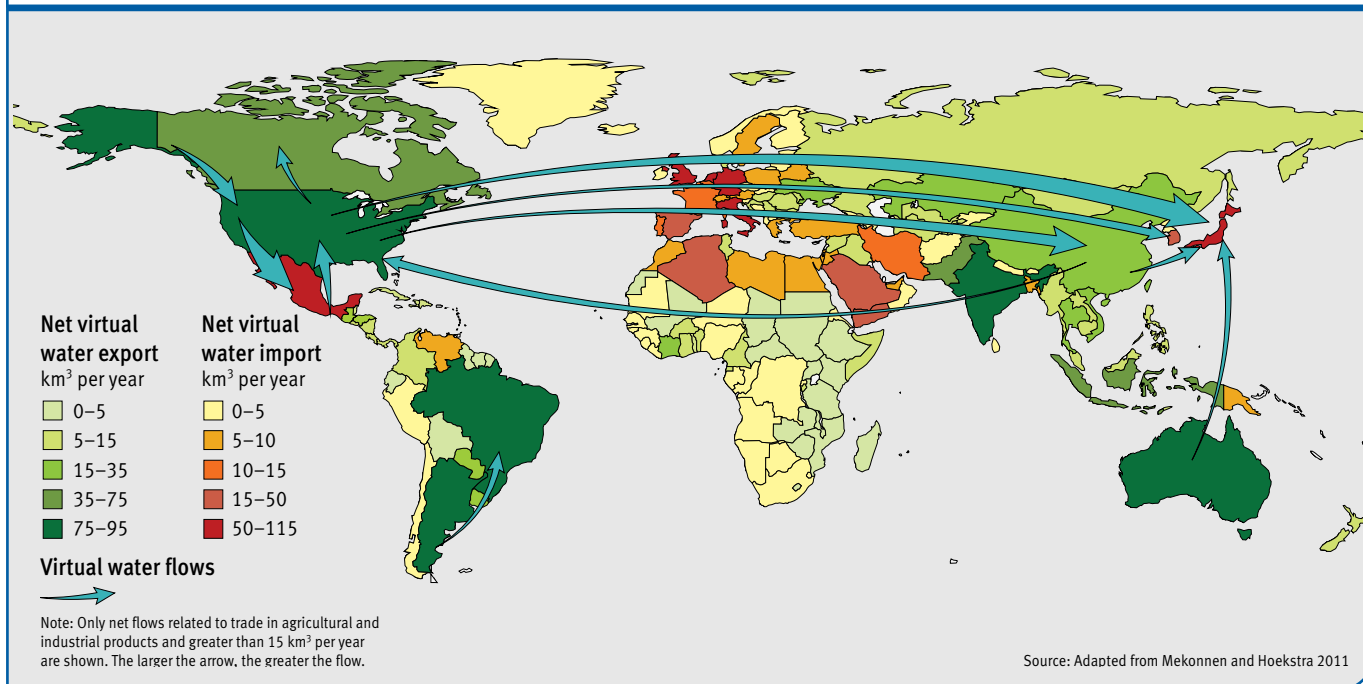 Net virtual
water export
km³ per year
0–5
5–15
15–35
35–75
75–95
Net virtual
water import
km³ per year
0–5
5–10
10–15
15–50
50–115
Virtual water flows
Note: Only net flows related to trade in agricultural and
industrial products and greater than 15 km³ per year
are shown. The larger the arrow, the greater the flow.
Source: Adapted from Mekonnen and Hoekstra 2011